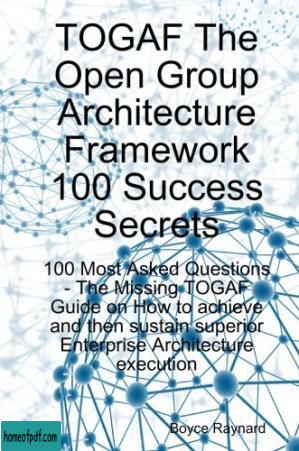 TOGAF The
Open Group
Architecture
Framework
100 Success
Secrets
100 Most Asked Questions
- The Missing TOGAF
Guide on How to achieve
and then sustain superior
Enterprise Architecture
execution
Boyce Raynard
homeofpdf.com